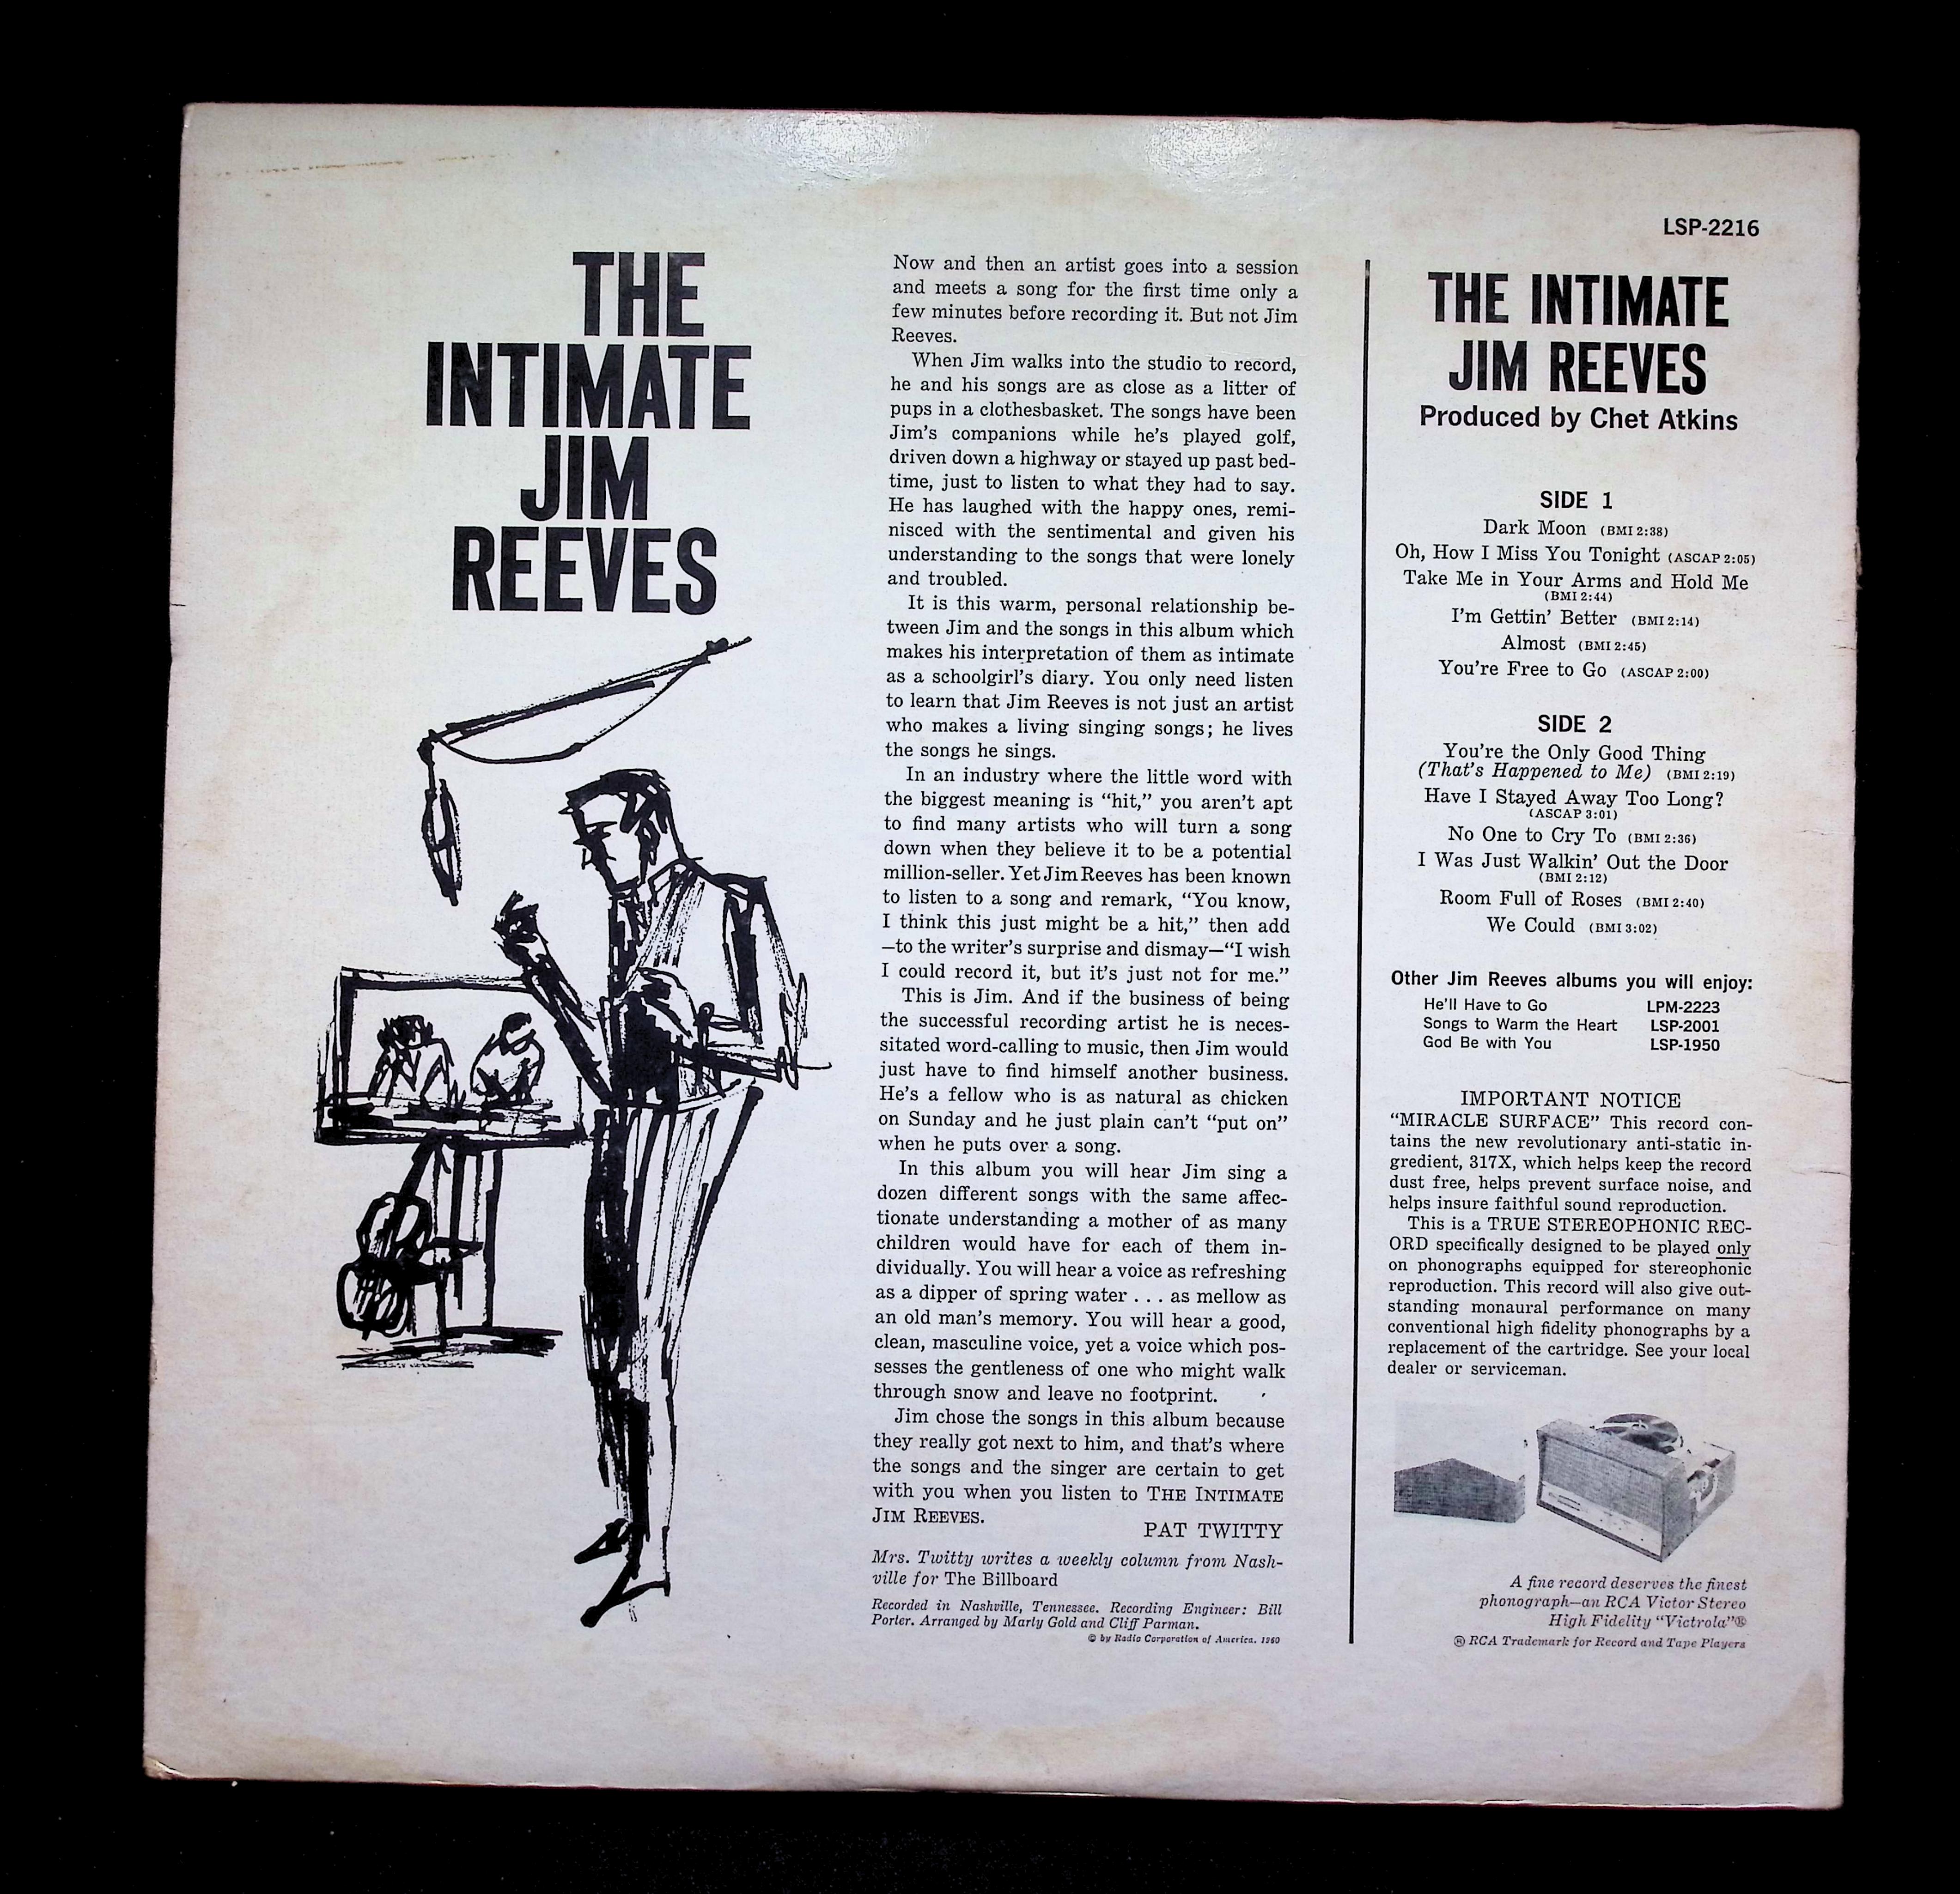 THE
INTIMATE
JIM
REEVES
Now and then an artist goes into a session
and meets a song for the first time only a
few minutes before recording it. But not Jim
Reeves.
When Jim walks into the studio to record,
he and his songs are as close as a litter of
pups in a clothesbasket. The songs have been
Jim's companions while he's played golf,
driven down a highway or stayed up past bed-
time, just to listen to what they had to say.
He has laughed with the happy ones, remi-
nisced with the sentimental and given his
understanding to the songs that were lonely
and troubled.
It is this warm, personal relationship be-
tween Jim and the songs in this album which
makes his interpretation of them as intimate
as a schoolgirl's diary. You only need listen
to learn that Jim Reeves is not just an artist
who makes a living singing songs; he lives
the songs he sings.
In an industry where the little word with
the biggest meaning is “hit,” you aren't apt
to find many artists who will turn a song
down when they believe it to be a potential
million-seller. Yet Jim Reeves has been known
to listen to a song and remark, “You know,
I think this just might be a hit,” then add
—to the writer's surprise and dismay—“I wish
I could record it, but it's just not for me.”
This is Jim. And if the business of being
the successful recording artist he is neces-
sitated word-calling to music, then Jim would
just have to find himself another business.
He's a fellow who is as natural as chicken
on Sunday and he just plain can't “put on”
when he puts over a song.
In this album you will hear Jim sing a
dozen different songs with the same affec-
tionate understanding a mother of as many
children would have for each of them in-
dividually. You will hear a voice as refreshing
as a dipper of spring water . . . as mellow as
an old man's memory. You will hear a good,
clean, masculine voice, yet a voice which pos-
sesses the gentleness of one who might walk
through snow and leave no footprint.
Jim chose the songs in this album because
they really got next to him, and that's where
the songs and the singer are certain to get
with you when you listen to THE INTIMATE
JIM REEVES.
PAT TWITTY
Mrs. Twitty writes a weekly column from Nash-
ville for The Billboard
Recorded in Nashville, Tennessee. Recording Engineer: Bill
Porter. Arranged by Marty Gold and Cliff Parman.
© by Radio Corporation of America. 1960
LSP-2216
THE INTIMATE
JIM REEVES
Produced by Chet Atkins
SIDE 1
Dark Moon (BMI 2:38)
Oh, How I Miss You Tonight (ASCAP 2:05)
Take Me in Your Arms and Hold Me
(BMI 2:44)
I'm Gettin' Better (BMI 2:14)
Almost (BMI 2:45)
You're Free to Go (ASCAP 2:00)
SIDE 2
You're the Only Good Thing
(That's Happened to Me) (BMI 2:19)
Have I Stayed Away Too Long?
(ASCAP 3:01)
No One to Cry To (BMI 2:36)
I Was Just Walkin' Out the Door
(BMI 2:12)
Room Full of Roses (BMI 2:40)
We Could (BMI 3:02)
Other Jim Reeves albums you will enjoy:
He'll Have to Go LPM-2223
Songs to Warm the Heart LSP-2001
God Be with You LSP-1950
IMPORTANT NOTICE
“MIRACLE SURFACE” This record con-
tains the new revolutionary anti-static in-
gredient, 317X, which helps keep the record
dust free, helps prevent surface noise, and
helps insure faithful sound reproduction.
This is a TRUE STEREOPHONIC REC-
ORD specifically designed to be played only
on phonographs equipped for stereophonic
reproduction. This record will also give out-
standing monaural performance on many
conventional high fidelity phonographs by a
replacement of the cartridge. See your local
dealer or serviceman.
A fine record deserves the finest
phonograph—an RCA Victor Stereo
High Fidelity “Victrola”®
® RCA Trademark for Record and Tape Players